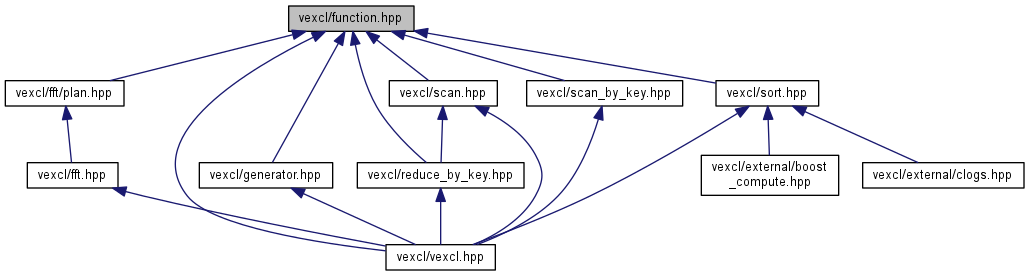 vexcl/function.hpp
vexcl/fft/plan.hpp
vexcl/scan.hpp
vexcl/scan_by_key.hpp
vexcl/sort.hpp
vexcl/fft.hpp
vexcl/generator.hpp
vexcl/reduce_by_key.hpp
vexcl/external/boost
_compute.hpp
vexcl/external/clogs.hpp
vexcl/vexcl.hpp